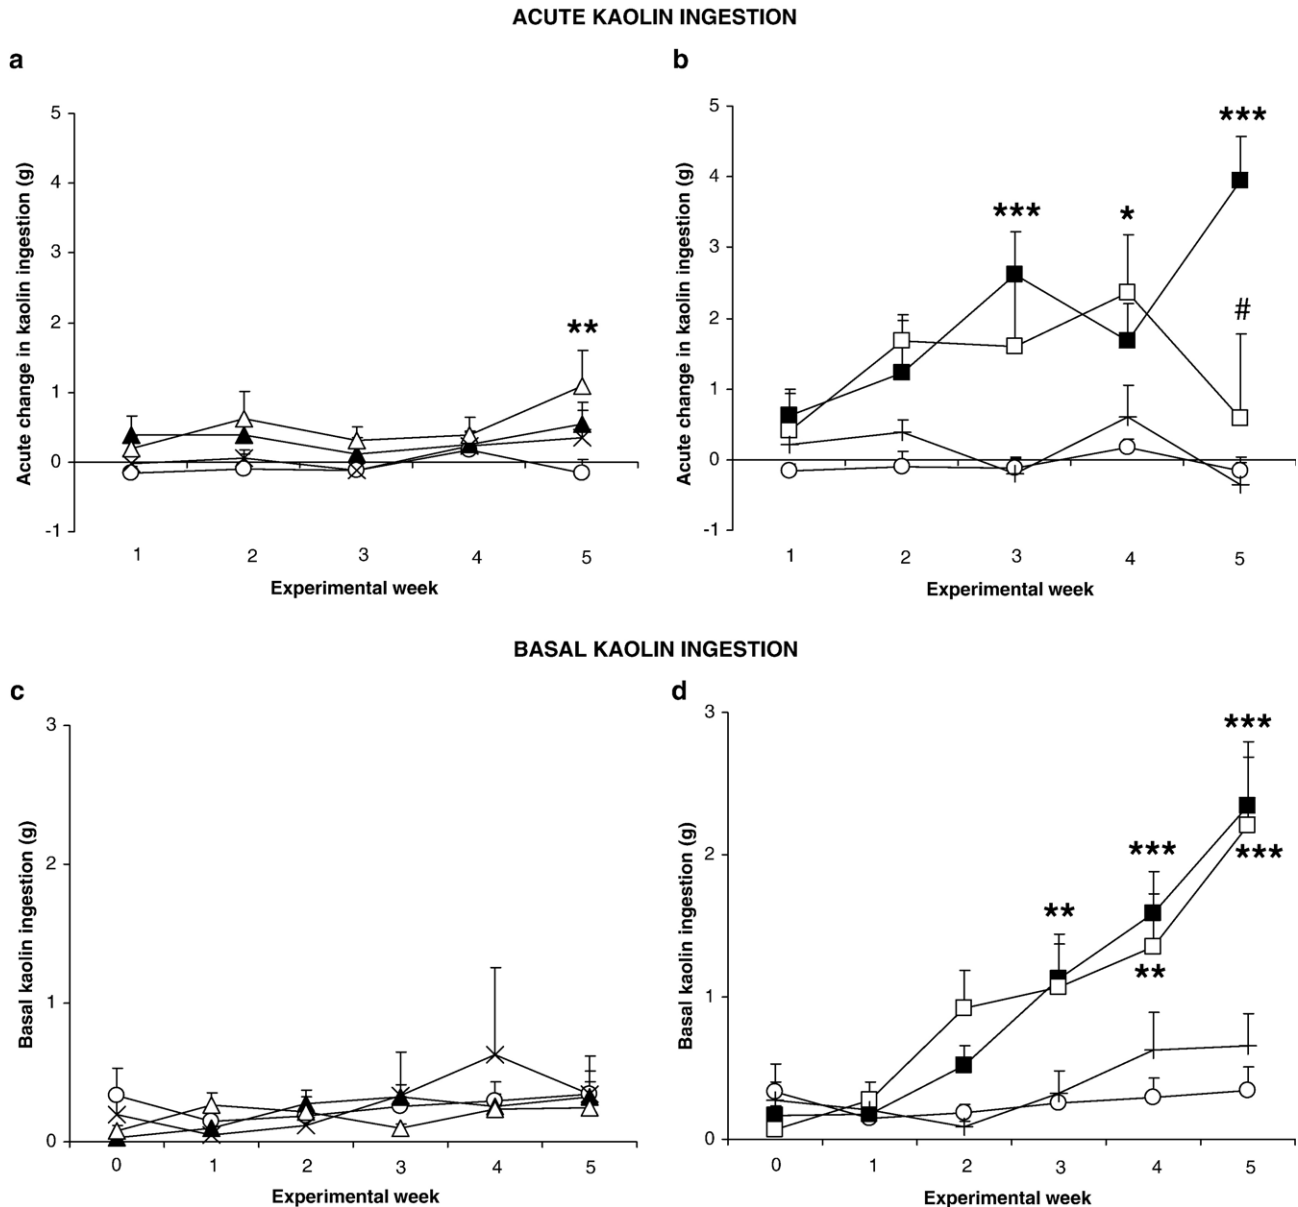 ACUTE KAOLIN INGESTION
a
b
Acute change in kaolin ingestion (g)
5
4
3
2
1
0
-1
**
1 2 3 4 5
Experimental week
Acute change in kaolin ingestion (g)
5
4
3
2
1
0
-1
***
*
***
#
1 2 3 4 5
Experimental week
BASAL KAOLIN INGESTION
c
d
Basal kaolin ingestion (g)
3
2
1
0
0 1 2 3 4 5
Experimental week
Basal kaolin ingestion (g)
3
2
1
0
**
***
**
***
***
0 1 2 3 4 5
Experimental week